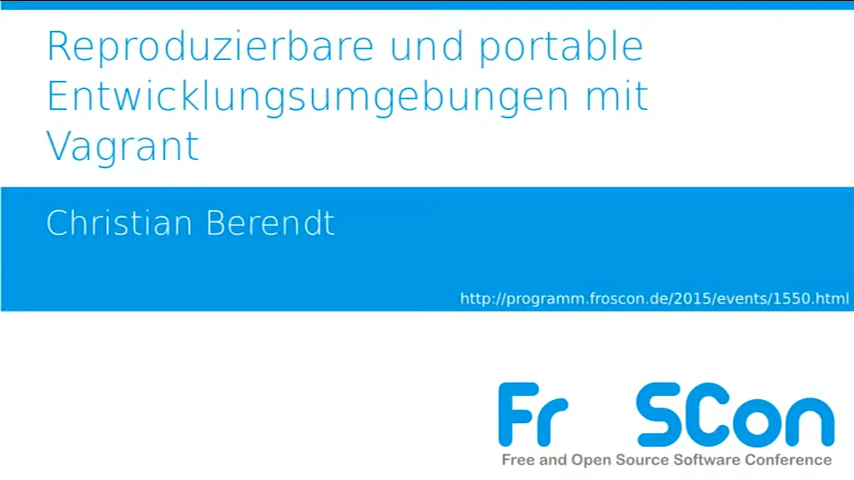 Reproduzierbare und portable
Entwicklungsumgebungen mit
Vagrant
Christian Berendt
http://programm.froscon.de/2015/events/1550.html
Fr SCon
Free and Open Source Software Conference